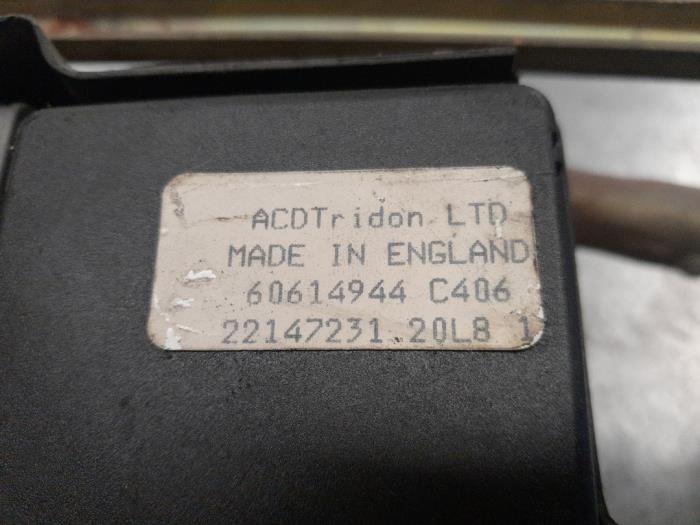 ACDTridon LTD
MADE IN ENGLAND
60614944 C406
22147231 20L8 1